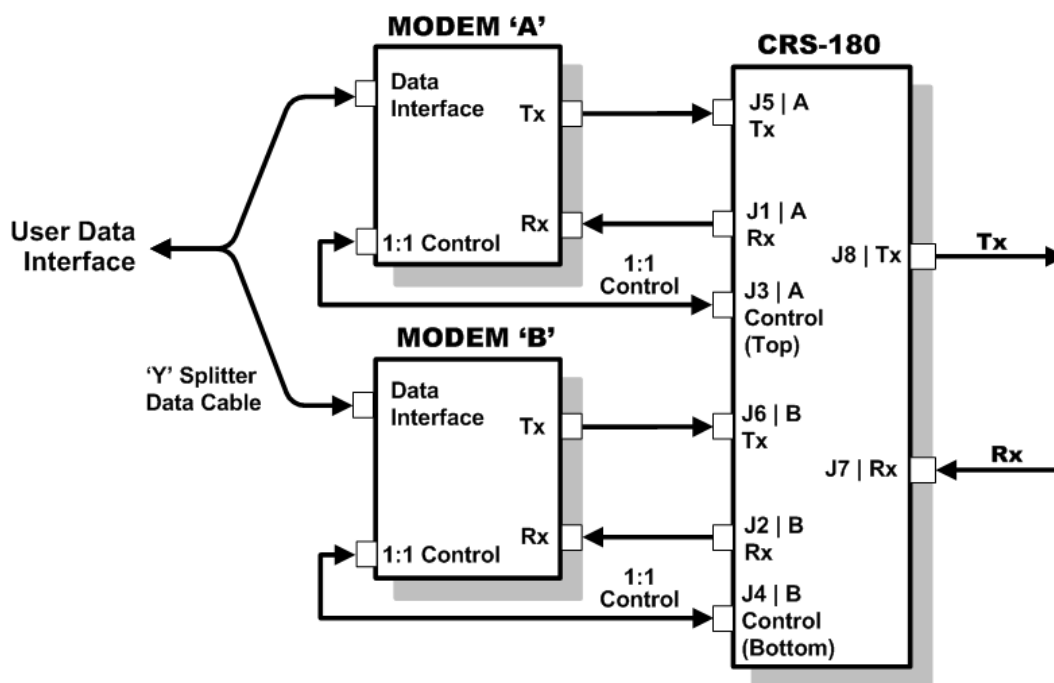 MODEM ‘A’
Data
Interface
Tx
Rx
1:1 Control
User Data
Interface
‘Y’ Splitter
Data Cable
MODEM ‘B’
Data
Interface
Tx
Rx
1:1 Control
1:1
Control
1:1
Control
CRS-180
J5 | A
Tx
J1 | A
Rx
J3 | A
Control
(Top)
J6 | B
Tx
J2 | B
Rx
J4 | B
Control
(Bottom)
J8 | Tx
J7 | Rx
Tx
Rx